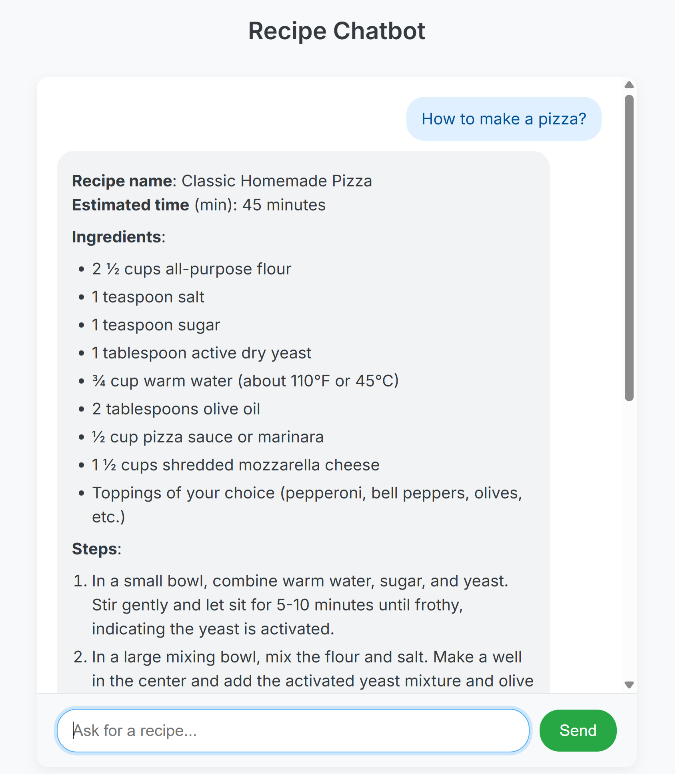 Recipe Chatbot
How to make a pizza?
Recipe name: Classic Homemade Pizza
Estimated time (min): 45 minutes
Ingredients:
• 2 ½ cups all-purpose flour
• 1 teaspoon salt
• 1 teaspoon sugar
• 1 tablespoon active dry yeast
• ¾ cup warm water (about 110°F or 45°C)
• 2 tablespoons olive oil
• ½ cup pizza sauce or marinara
• 1 ½ cups shredded mozzarella cheese
• Toppings of your choice (pepperoni, bell peppers, olives,
etc.)
Steps:
1. In a small bowl, combine warm water, sugar, and yeast.
Stir gently and let sit for 5-10 minutes until frothy,
indicating the yeast is activated.
2. In a large mixing bowl, mix the flour and salt. Make a well
in the center and add the activated yeast mixture and olive
Ask for a recipe...
Send